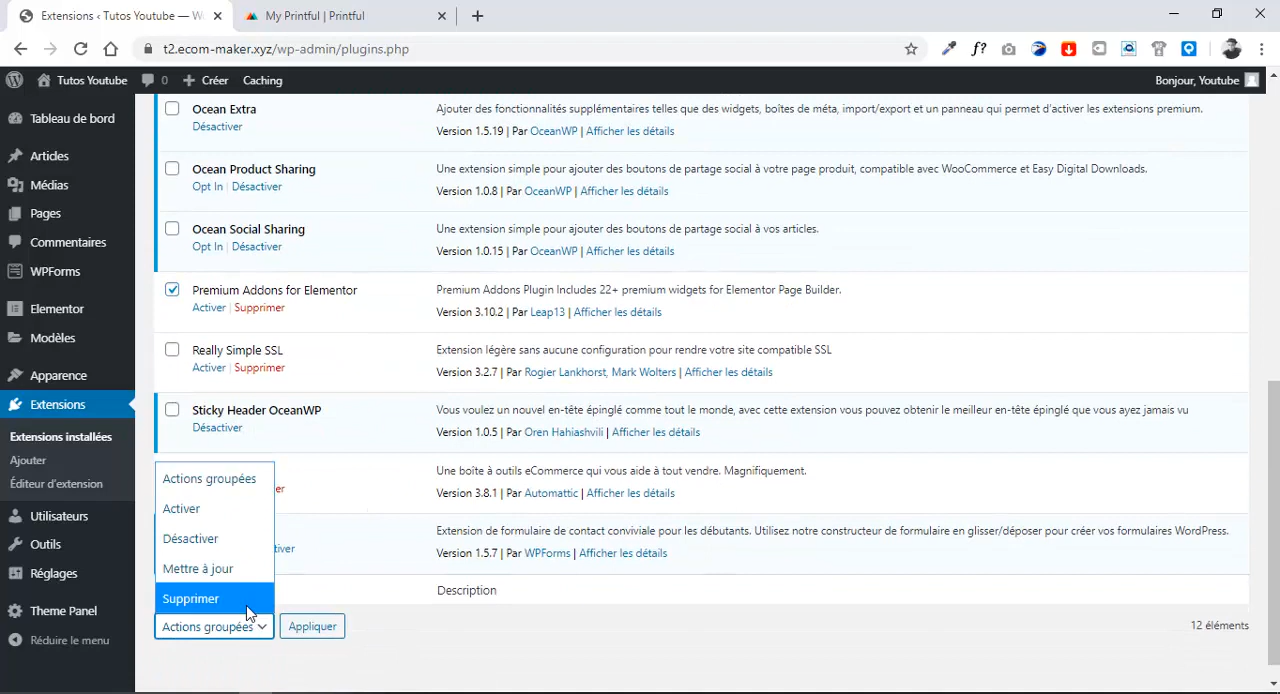 Extensions ‹ Tutos Youtube — W
My Printful | Printful
t2.ecom-maker.xyz/wp-admin/plugins.php
f?
Tutos Youtube
0
Créer
Caching
Bonjour, Youtube
Tableau de bord
Articles
Médias
Pages
Commentaires
WPForms
Elementor
Modèles
Apparence
Extensions
Extensions installées
Ajouter
Éditeur d'extension
Utilisateurs
Outils
Réglages
Theme Panel
Réduire le menu
Ocean Extra
Désactiver
Ajouter des fonctionnalités supplémentaires telles que des widgets, boîtes de méta, import/export et un panneau qui permet d'activer les extensions premium.
Version 1.5.19 | Par OceanWP | Afficher les détails
Ocean Product Sharing
Opt In | Désactiver
Une extension simple pour ajouter des boutons de partage social à votre page produit, compatible avec WooCommerce et Easy Digital Downloads.
Version 1.0.8 | Par OceanWP | Afficher les détails
Ocean Social Sharing
Opt In | Désactiver
Une extension simple pour ajouter des boutons de partage social à vos articles.
Version 1.0.15 | Par OceanWP | Afficher les détails
Premium Addons for Elementor
Activer | Supprimer
Premium Addons Plugin Includes 22+ premium widgets for Elementor Page Builder.
Version 3.10.2 | Par Leap13 | Afficher les détails
Really Simple SSL
Activer | Supprimer
Extension légère sans aucune configuration pour rendre votre site compatible SSL
Version 3.2.7 | Par Rogier Lankhorst, Mark Wolters | Afficher les détails
Sticky Header OceanWP
Désactiver
Vous voulez un nouvel en-tête épinglé comme tout le monde, avec cette extension vous pouvez obtenir le meilleur en-tête épinglé que vous ayez jamais vu
Version 1.0.5 | Par Oren Hahiashvili | Afficher les détails
er
Une boîte à outils eCommerce qui vous aide à tout vendre. Magnifiquement.
Version 3.8.1 | Par Automattic | Afficher les détails
iver
Extension de formulaire de contact conviviale pour les débutants. Utilisez notre constructeur de formulaire en glisser/déposer pour créer vos formulaires WordPress.
Version 1.5.7 | Par WPForms | Afficher les détails
Description
Actions groupées
Activer
Désactiver
Mettre à jour
Supprimer
Actions groupées
Appliquer
12 éléments